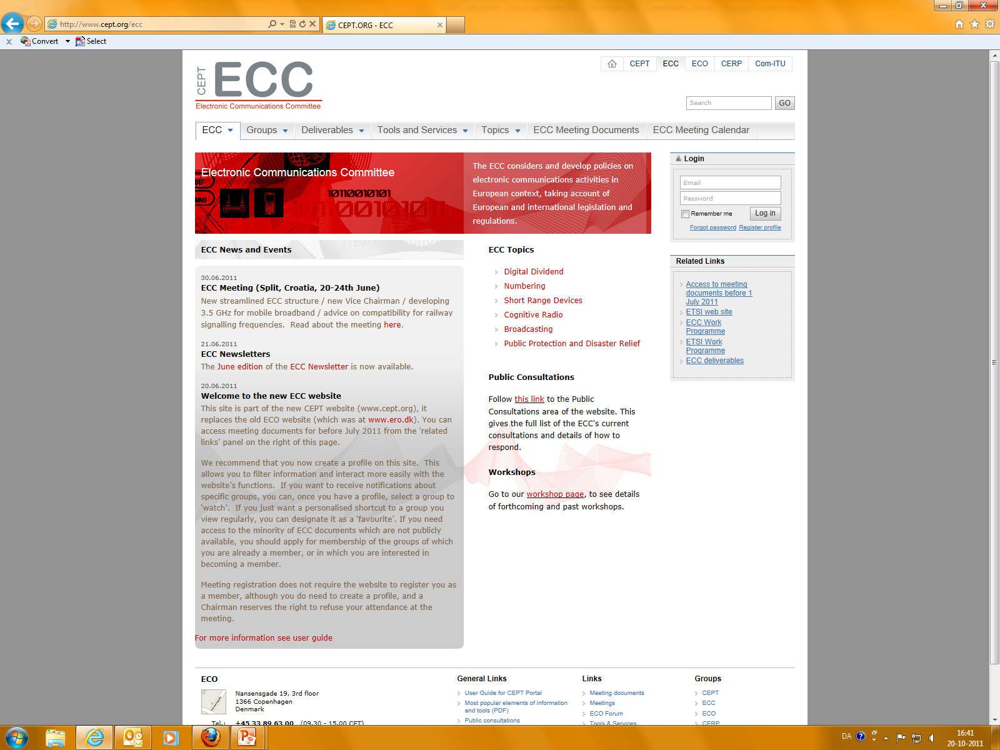 http://www.cept.org/ecc
CEPT.ORG - ECC
x Convert Select
CEPT ECC
Electronic Communications Committee
CEPT ECC ECO CERP Com-ITU
Search GO
ECC Groups Deliverables Tools and Services Topics ECC Meeting Documents ECC Meeting Calendar
Electronic Communications Committee
10110010101
The ECC considers and develop policies on
electronic communications activities in
European context, taking account of
European and international legislation and
regulations.
Login
Email
Password
Remember me Log in
Forgot password Register profile
ECC News and Events
30.06.2011
ECC Meeting (Split, Croatia, 20-24th June)
New streamlined ECC structure / new Vice Chairman / developing
3.5 GHz for mobile broadband / advice on compatibility for railway
signalling frequencies.  Read about the meeting here.
21.06.2011
ECC Newsletters
The June edition of the ECC Newsletter is now available.
20.06.2011
Welcome to the new ECC website
This site is part of the new CEPT website (www.cept.org), it
replaces the old ECO website (which was at www.ero.dk). You can
access meeting documents for before July 2011 from the 'related
links' panel on the right of this page.
We recommend that you now create a profile on this site.  This
allows you to filter information and interact more easily with the
website’s functions.  If you want to receive notifications about
specific groups, you can, once you have a profile, select a group to
‘watch’.  If you just want a personalised shortcut to a group you
view regularly, you can designate it as a ‘favourite’. If you need
access to the minority of ECC documents which are not publicly
available, you should apply for membership of the groups of which
you are already a member, or in which you are interested in
becoming a member.
Meeting registration does not require the website to register you as
a member, although you do need to create a profile, and a
Chairman reserves the right to refuse your attendance at the
meeting.
For more information see user guide
ECC Topics
Digital Dividend
Numbering
Short Range Devices
Cognitive Radio
Broadcasting
Public Protection and Disaster Relief
Public Consultations
Follow this link to the Public
Consultations area of the website. This
gives the full list of the ECC's current
consultations and details of how to
respond.
Workshops
Go to our workshop page, to see details
of forthcoming and past workshops.
Related Links
Access to meeting
documents before 1
July 2011
ETSI web site
ECC Work
Programme
ETSI Work
Programme
ECC deliverables
ECO
Nansensgade 19, 3rd floor
1366 Copenhagen
Denmark
Tel.: +45 33 89 63 00 (09.30 - 15.00 CET)
General Links
User Guide for CEPT Portal
Most popular elements of information
and tools (PDF)
Public consultations
Links
Meeting documents
Meetings
ECO Forum
Tools & Services
Groups
CEPT
ECC
ECO
CERP
DA
16:41
20-10-2011